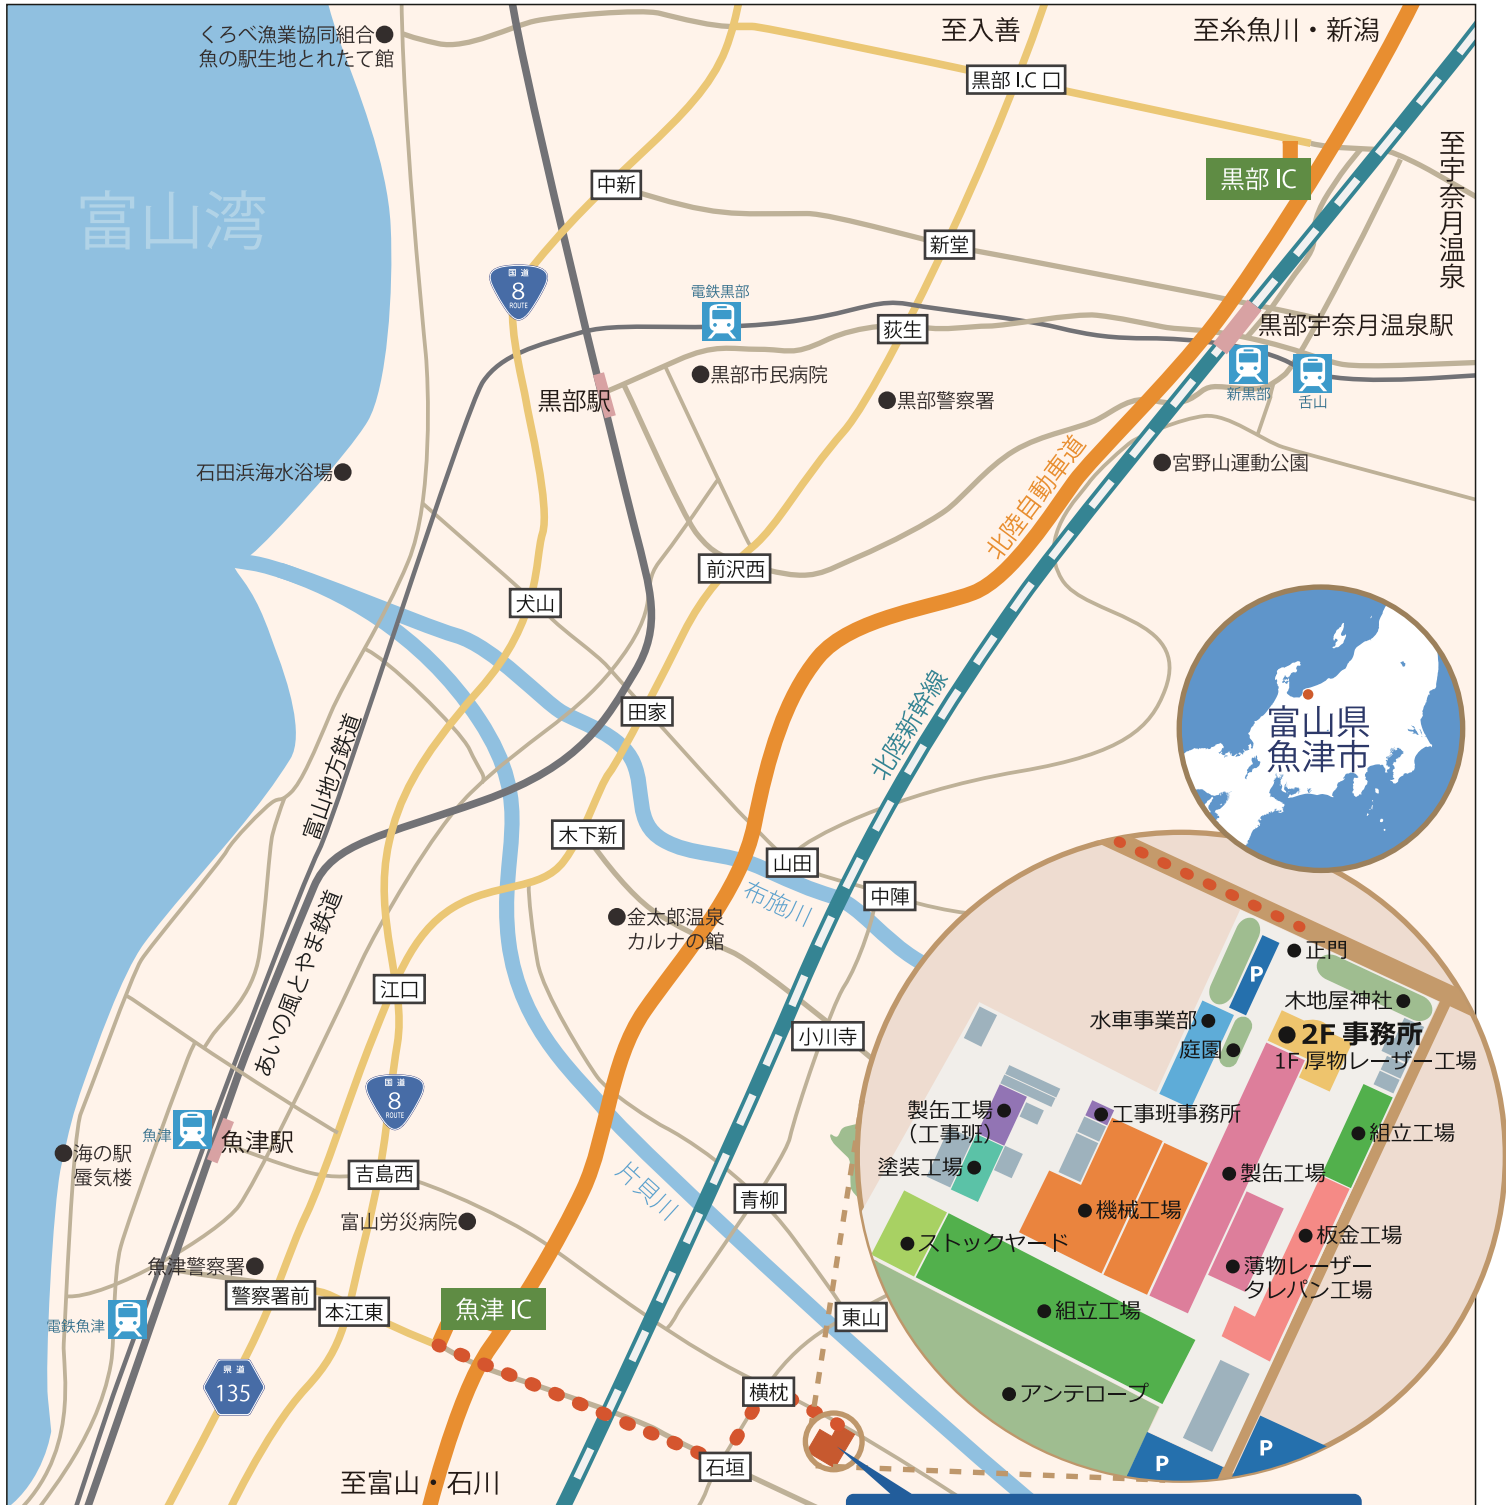 くろべ漁業協同組合
魚の駅生地とれたて館
至入善
至糸魚川・新潟
黒部 I.C 口
至宇奈月温泉
黒部 IC
富山湾
中新
新堂
国道
8
ROUTE
電鉄黒部
荻生
黒部宇奈月温泉駅
黒部駅
黒部市民病院
黒部警察署
新黒部
舌山
石田浜海水浴場
宮野山運動公園
北陸自動車道
前沢西
犬山
田家
北陸新幹線
富山県
魚津市
富山地方鉄道
木下新
山田
布施川
中陣
金太郎温泉
カルナの館
あいの風とやま鉄道
江口
小川寺
国道
8
ROUTE
魚津
魚津駅
海の駅
蜃気楼
吉島西
片貝川
青柳
富山労災病院
魚津警察署
警察署前
本江東
魚津 IC
東山
電鉄魚津
県道
135
横枕
石垣
至富山・石川
正門
P
木地屋神社
水車事業部
庭園
2F 事務所
1F 厚物レーザー工場
製缶工場
（工事班）
工事班事務所
組立工場
塗装工場
製缶工場
機械工場
ストックヤード
板金工場
薄物レーザー
タレパン工場
組立工場
アンテロープ
P
P